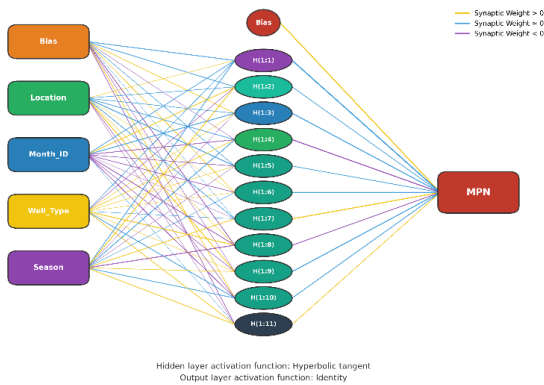 Bias
Synaptic Weight > 0
Synaptic Weight ≈ 0
Synaptic Weight < 0
Bias
Location
Month_ID
Well_Type
Season
H(1:1)
H(1:2)
H(1:3)
H(1:4)
H(1:5)
H(1:6)
H(1:7)
H(1:8)
H(1:9)
H(1:10)
H(1:11)
MPN
Hidden layer activation function: Hyperbolic tangent
Output layer activation function: Identity